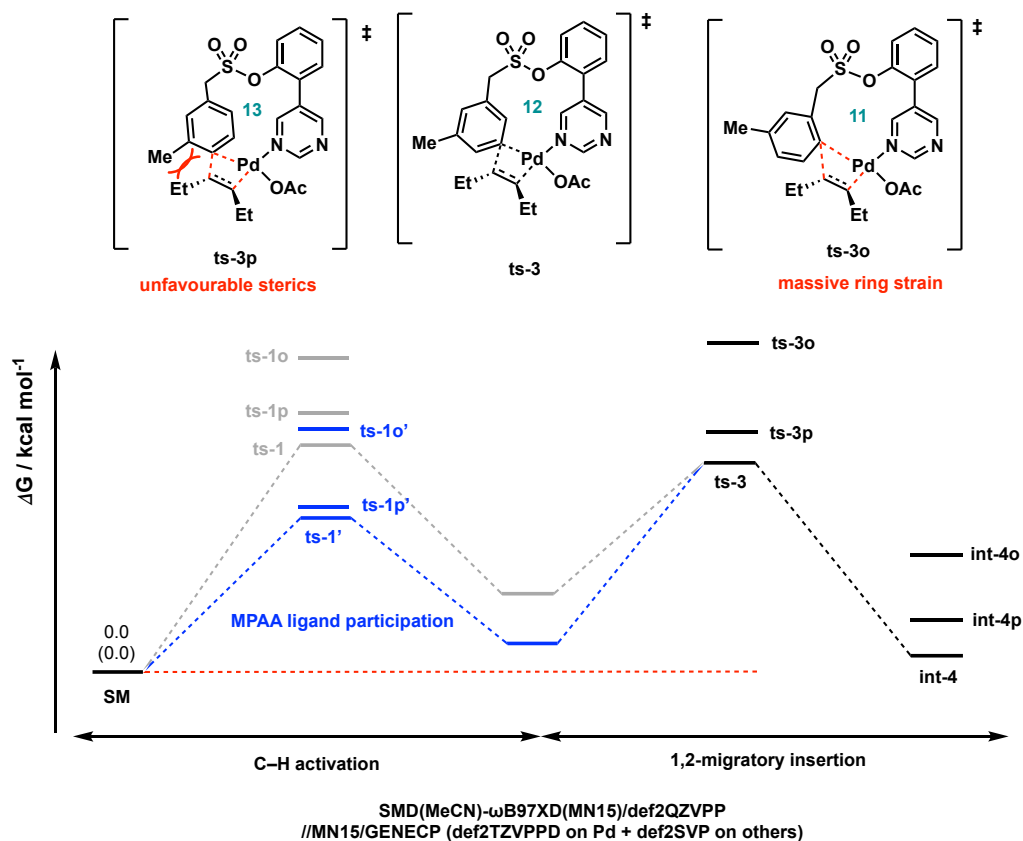 ‡
‡
‡
O O
S
O
13
N
N
Me
Pd
Et
OAc
Et
ts-3p
unfavourable sterics
O O
S
O
12
Me
N
N
Pd
Et
OAc
Et
ts-3
O O
S
O
11
Me
N
N
Pd
Et
OAc
Et
ts-3o
massive ring strain
ΔG / kcal mol-1
ts-1o
ts-1p
ts-1o’
ts-1
ts-1p’
ts-1’
MPAA ligand participation
0.0
(0.0)
SM
ts-3o
ts-3p
ts-3
int-4o
int-4p
int-4
C–H activation
1,2-migratory insertion
SMD(MeCN)-ωB97XD(MN15)/def2QZVPP
//MN15/GENECP (def2TZVPPD on Pd + def2SVP on others)